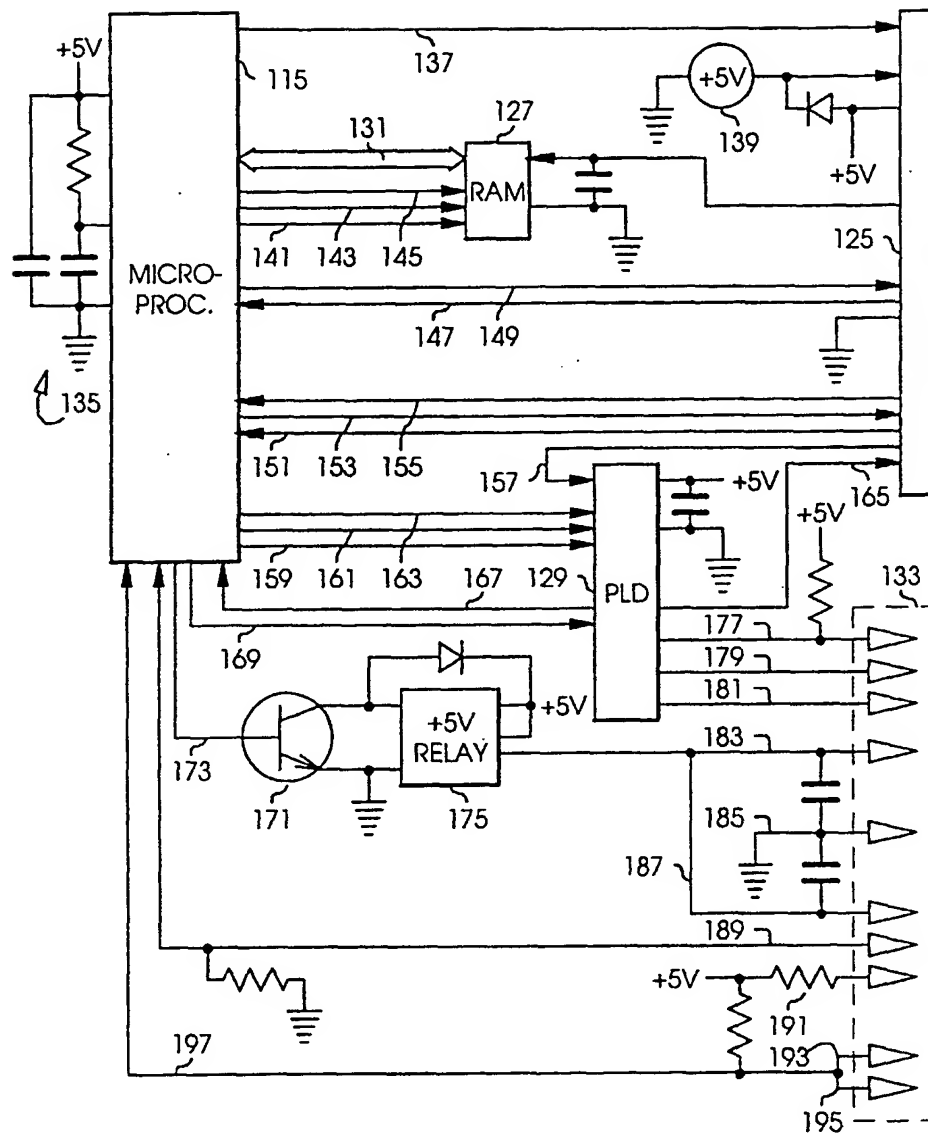 137
+5V
115
+5V
139
127
131
RAM
+5V
125
141
143
145
MICRO-
PROC.
147
149
135
151
153
155
157
+5V
165
+5V
159
161
163
129
PLD
133
167
169
177
179
181
+5V
RELAY
+5V
173
171
175
183
185
187
189
+5V
191
197
193
195